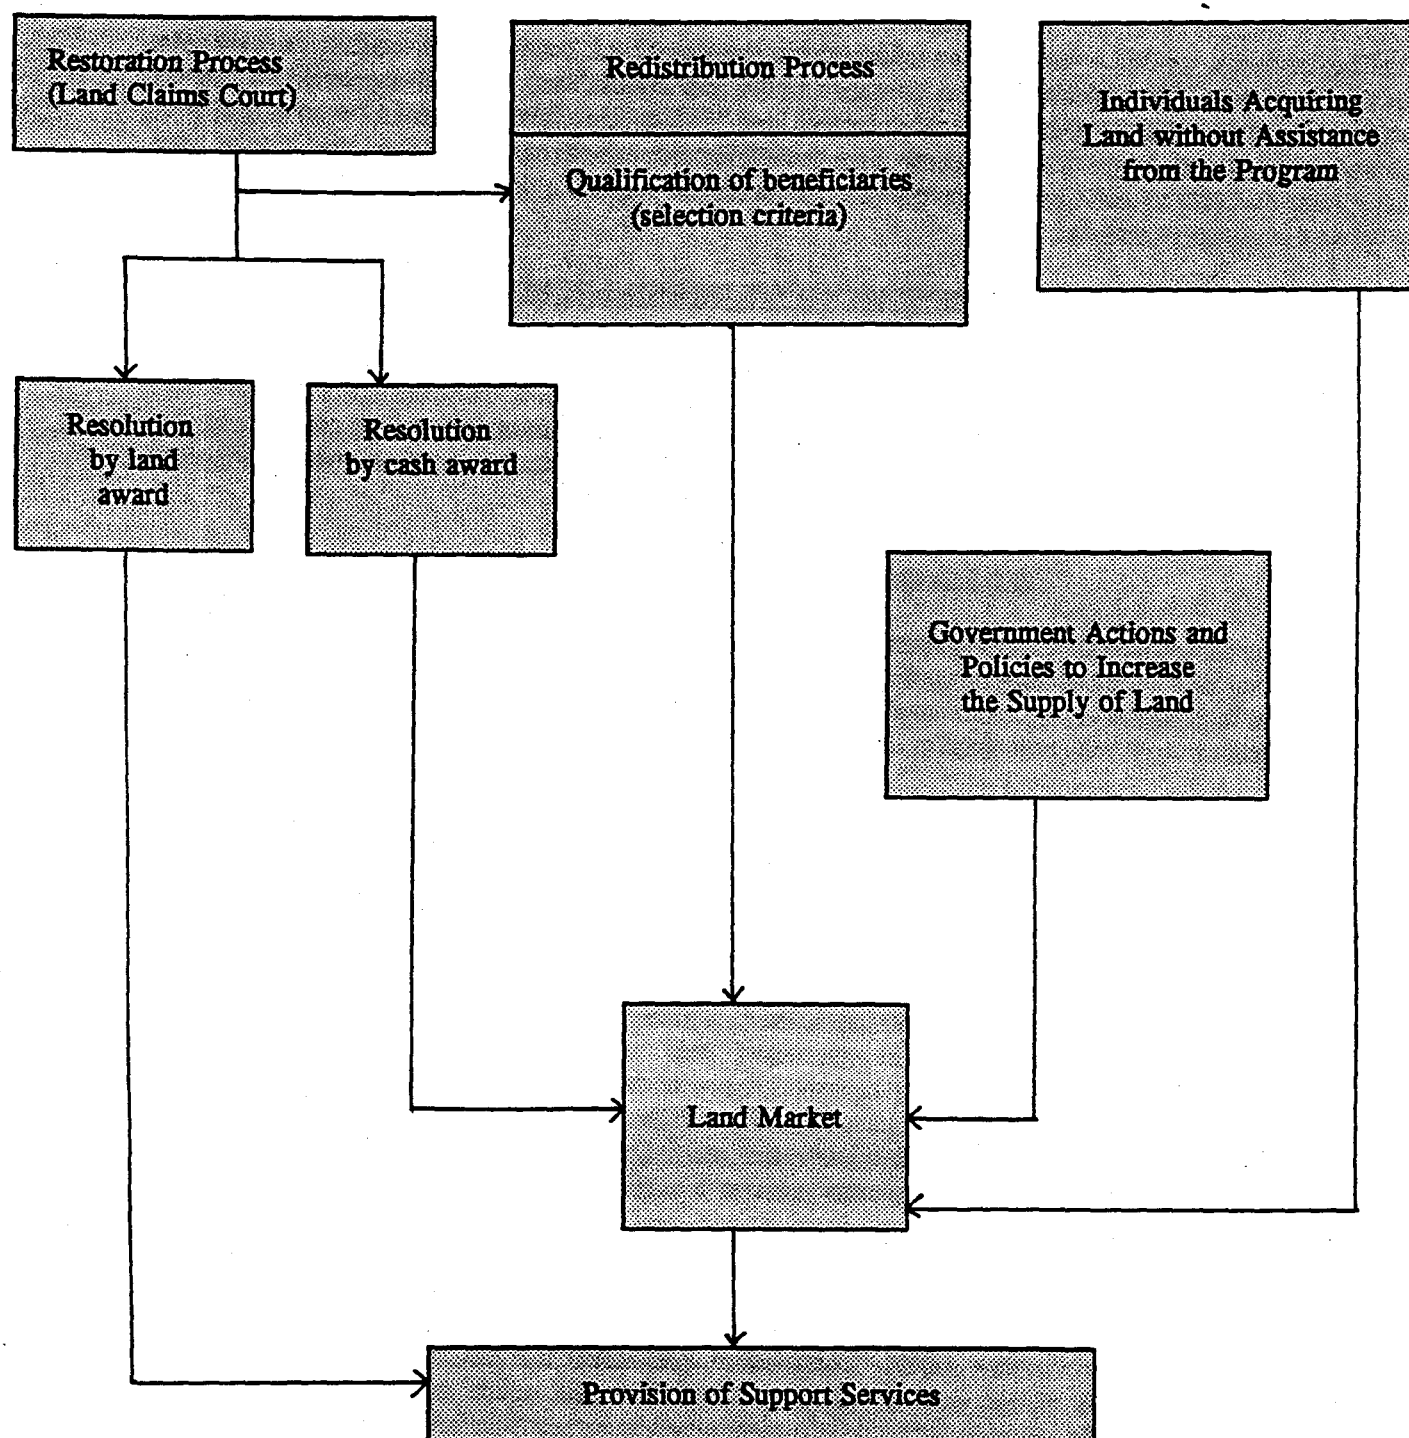 Restoration Process
(Land Claims Court)
Redistribution Process
Qualification of beneficiaries
(selection criteria)
Individuals Acquiring
Land without Assistance
from the Program
Resolution
by land
award
Resolution
by cash award
Government Actions and
Policies to Increase
the Supply of Land
Land Market
Provision of Support Services